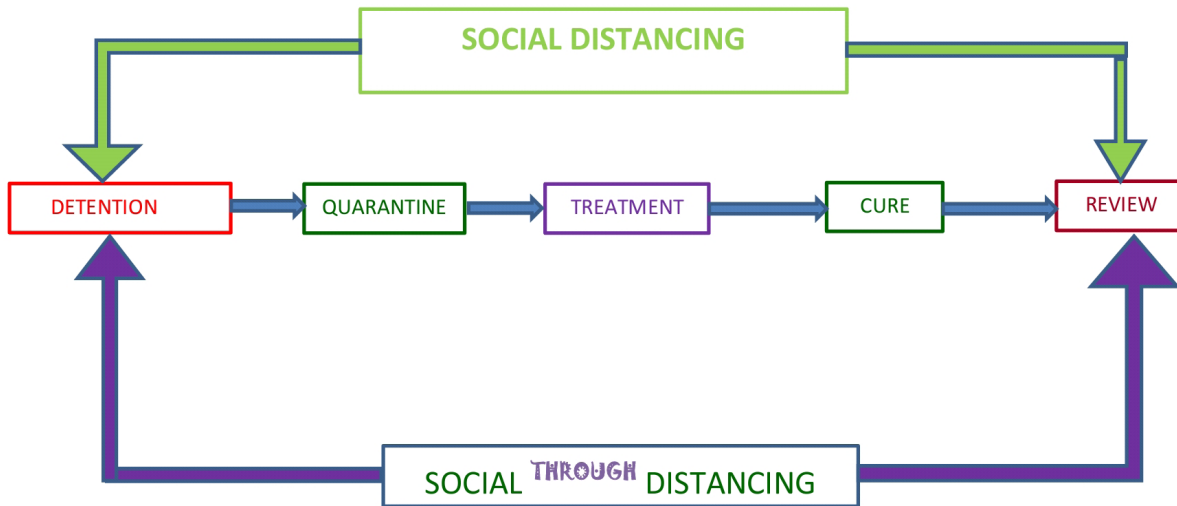 SOCIAL DISTANCING
DETENTION
QUARANTINE
TREATMENT
CURE
REVIEW
SOCIAL THROUGH DISTANCING